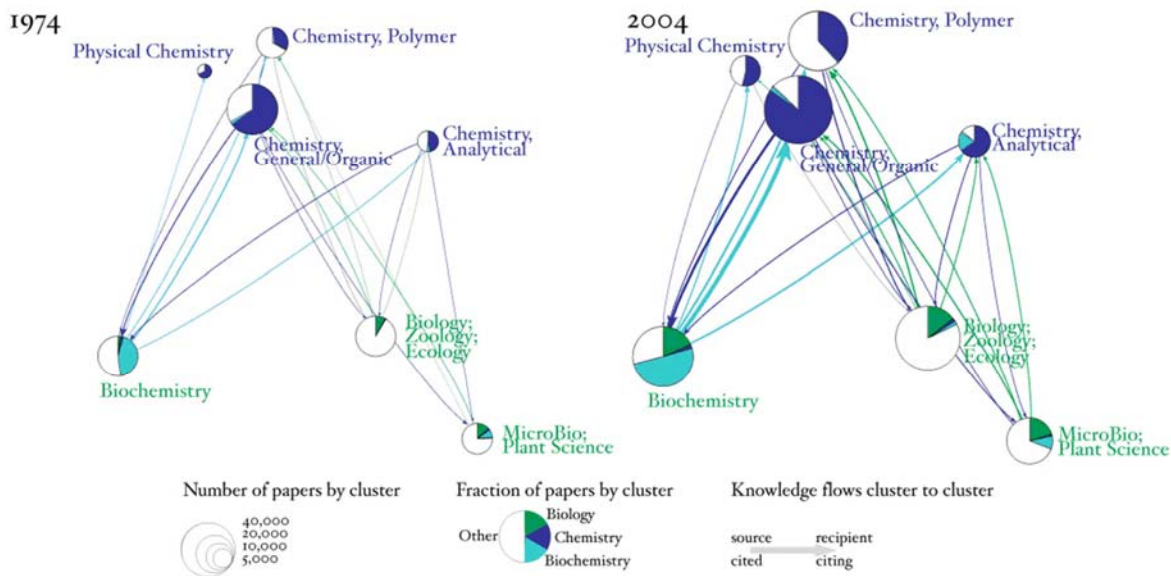 1974
Physical Chemistry
Chemistry, Polymer
Chemistry,
General/Organic
Chemistry,
Analytical
Biology;
Zoology;
Ecology
Biochemistry
MicroBio;
Plant Science
2004
Chemistry, Polymer
Physical Chemistry
Chemistry,
General/Organic
Chemistry,
Analytical
Biology;
Zoology;
Ecology
Biochemistry
MicroBio;
Plant Science
Number of papers by cluster
40,000
20,000
10,000
5,000
Fraction of papers by cluster
Other
Biology
Chemistry
Biochemistry
Knowledge flows cluster to cluster
source recipient
cited citing